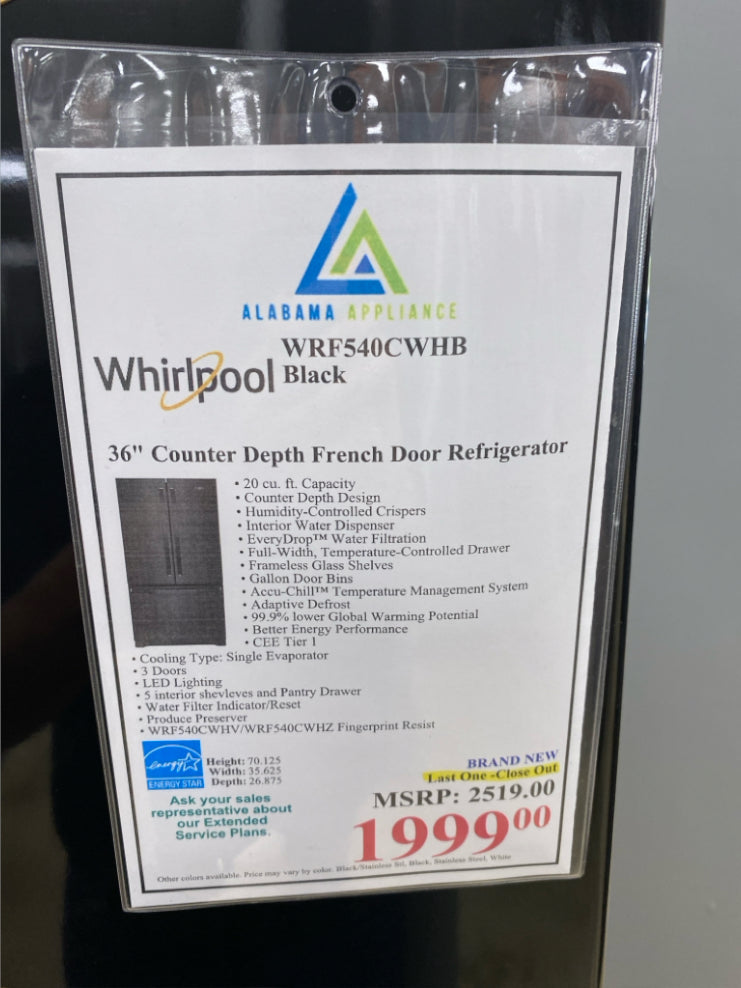 ALABAMA APPLIANCE
WRF540CWHB
Whirlpool Black
36" Counter Depth French Door Refrigerator
• 20 cu. ft. Capacity
• Counter Depth Design
• Humidity-Controlled Crispers
• Interior Water Dispenser
• EveryDrop™ Water Filtration
• Full-Width, Temperature-Controlled Drawer
• Frameless Glass Shelves
• Gallon Door Bins
• Accu-Chill™ Temperature Management System
• Adaptive Defrost
• 99.9% lower Global Warming Potential
• Better Energy Performance
• CEE Tier 1
• Cooling Type: Single Evaporator
• 3 Doors
• LED Lighting
• 5 interior shevleves and Pantry Drawer
• Water Filter Indicator/Reset
• Produce Preserver
• WRF540CWHV/WRF540CWHZ Fingerprint Resist
energy
ENERGY STAR
Height: 70.125
Width: 35.625
Depth: 26.875
Ask your sales
representative about
our Extended
Service Plans.
BRAND NEW
Last One -Close Out
MSRP: 2519.00
1999⁰⁰
Other colors available. Price may vary by color. Black/Stainless Stl, Black, Stainless Steel, White